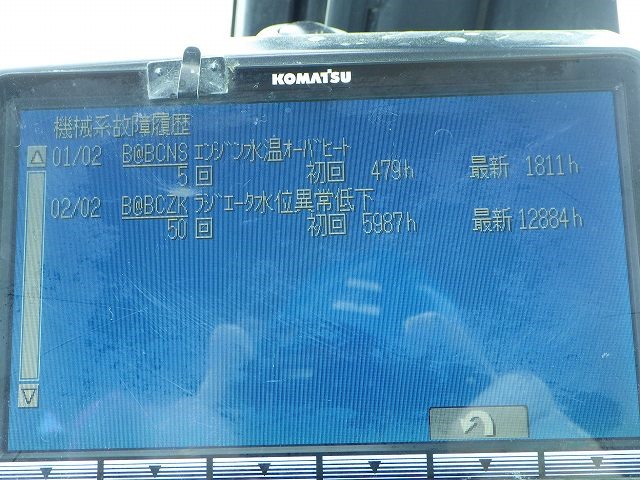 KOMATSU
機械系故障履歴
01/02 B@BCNS ｴﾝｼﾞﾝ水温ｵｰﾊﾞﾋｰﾄ
5 回 初回 479h 最新 1811h
02/02 B@BCZK ﾗｼﾞｴｰﾀ水位異常低下
50 回 初回 5987h 最新 12884h